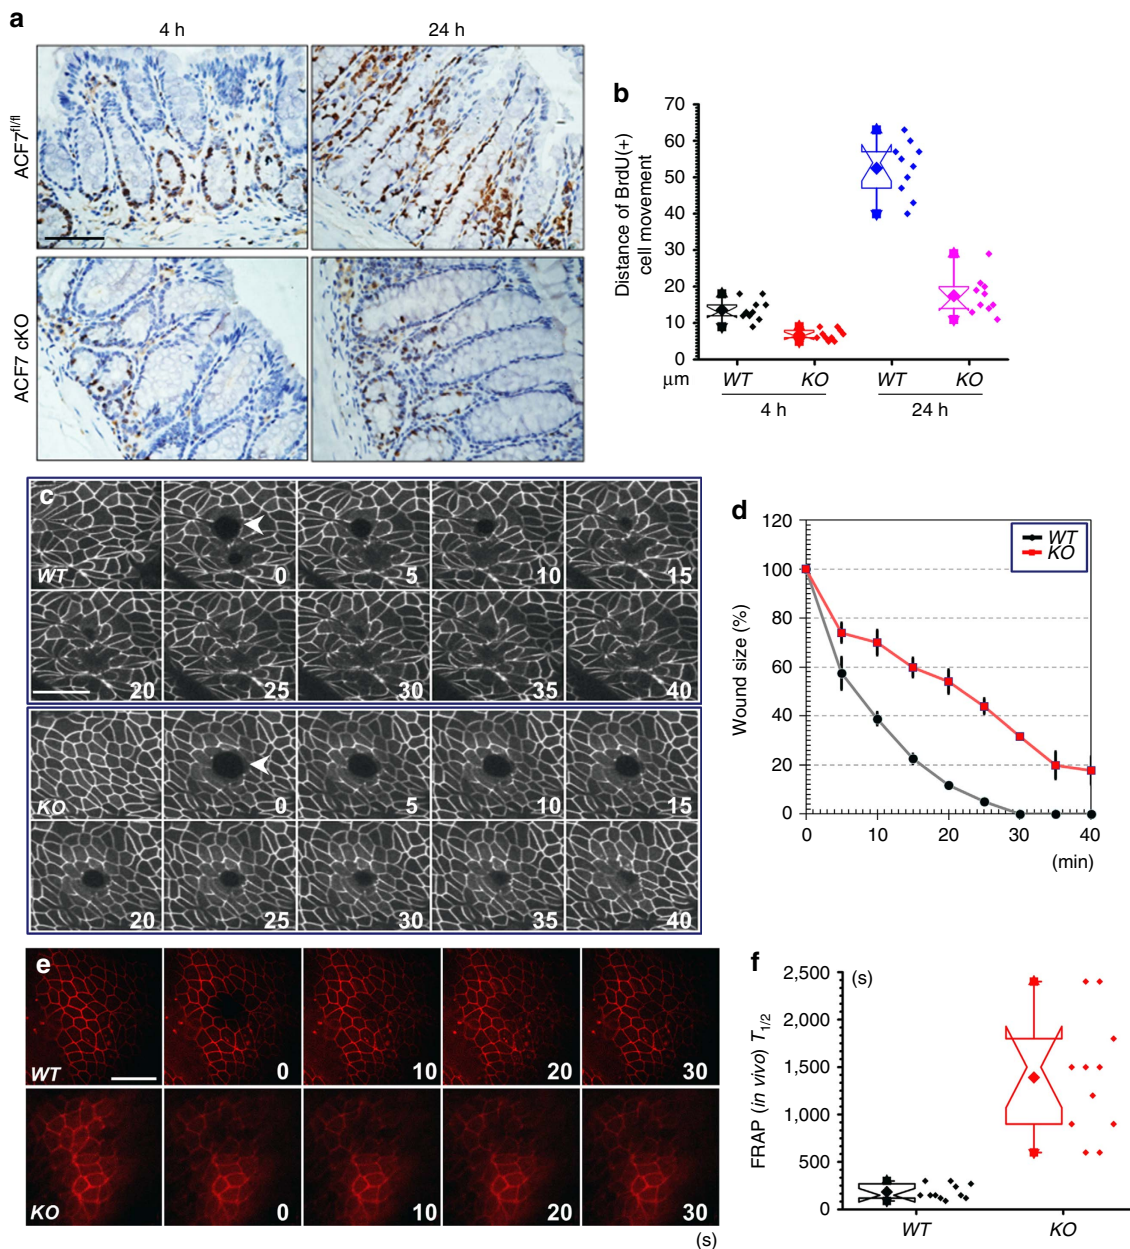 a
4 h
24 h
ACF7fl/fl
ACF7 cKO
b
Distance of BrdU(+)
cell movement
70
60
50
40
30
20
10
0
μm
WT
KO
WT
KO
4 h
24 h
c
WT
0
5
10
15
20
25
30
35
40
KO
0
5
10
15
20
25
30
35
40
d
Wound size (%)
120
100
80
60
40
20
0
WT
KO
0
10
20
30
40
(min)
e
WT
0
10
20
30
KO
0
10
20
30
(s)
f
FRAP (in vivo) T1/2
(s)
2,500
2,000
1,500
1,000
500
0
WT
KO